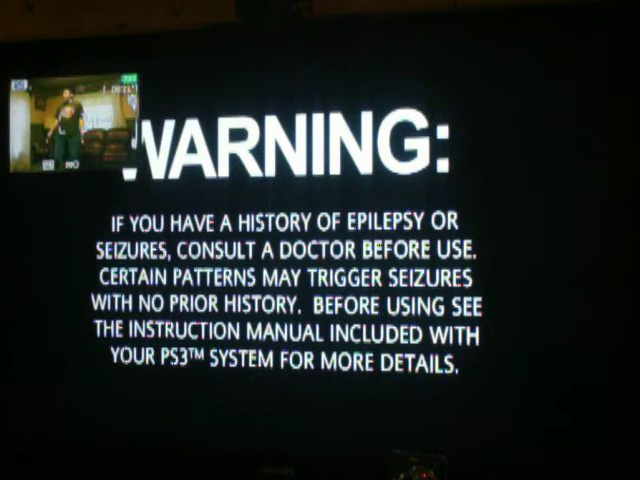 WARNING:
IF YOU HAVE A HISTORY OF EPILEPSY OR
SEIZURES, CONSULT A DOCTOR BEFORE USE.
CERTAIN PATTERNS MAY TRIGGER SEIZURES
WITH NO PRIOR HISTORY. BEFORE USING SEE
THE INSTRUCTION MANUAL INCLUDED WITH
YOUR PS3™ SYSTEM FOR MORE DETAILS.